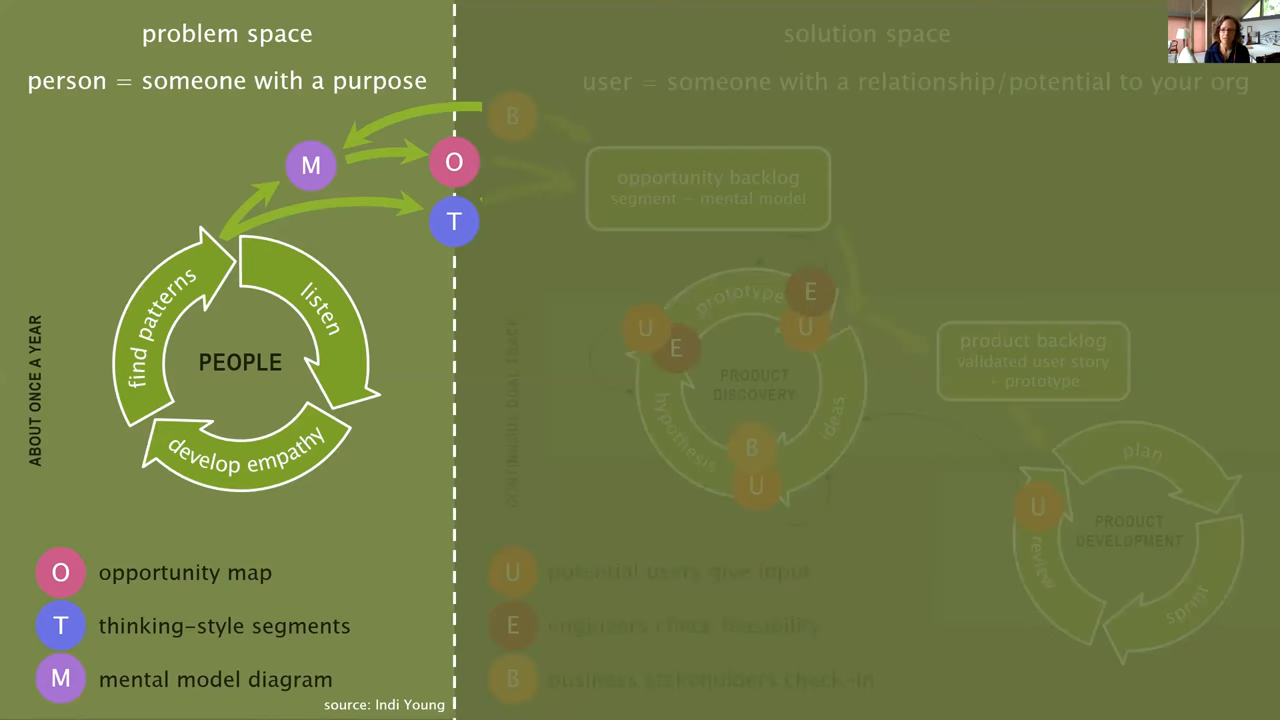 problem space
person = someone with a purpose
solution space
user = someone with a relationship/potential to your org
B
M
O
T
opportunity backlog
segment – mental model
find patterns
listen
develop empathy
PEOPLE
ABOUT ONCE A YEAR
prototype
ideas
hypothesis
PRODUCT
DISCOVERY
E
U
U
E
B
U
product backlog
validated user story
– prototype
plan
sprint
review
PRODUCT
DEVELOPMENT
U
O opportunity map
T thinking-style segments
M mental model diagram
U potential users give input
E engineers check feasibility
B business stakeholders check-in
source: Indi Young